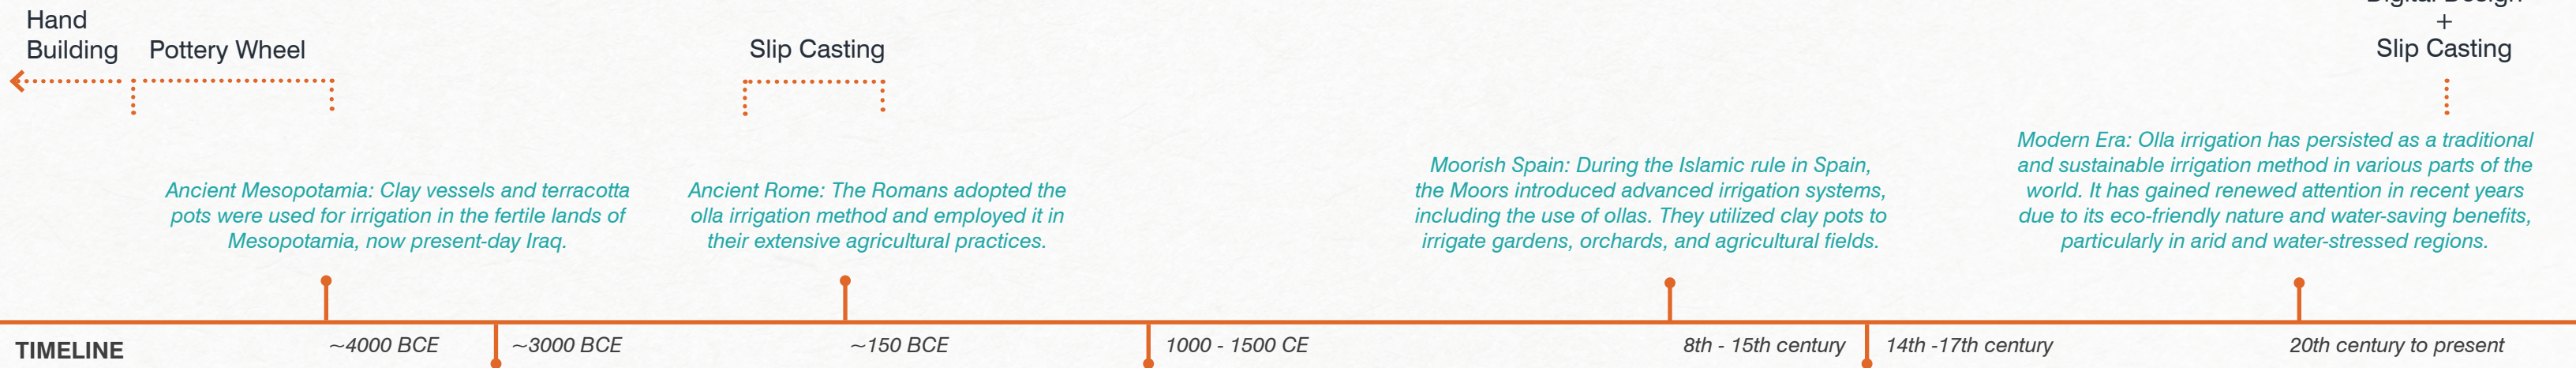 Hand
Building
Pottery Wheel
Slip Casting
Digital Design
+
Slip Casting
Ancient Mesopotamia: Clay vessels and terracotta
pots were used for irrigation in the fertile lands of
Mesopotamia, now present-day Iraq.
Ancient Rome: The Romans adopted the
olla irrigation method and employed it in
their extensive agricultural practices.
Moorish Spain: During the Islamic rule in Spain,
the Moors introduced advanced irrigation systems,
including the use of ollas. They utilized clay pots to
irrigate gardens, orchards, and agricultural fields.
Modern Era: Olla irrigation has persisted as a traditional
and sustainable irrigation method in various parts of the
world. It has gained renewed attention in recent years
due to its eco-friendly nature and water-saving benefits,
particularly in arid and water-stressed regions.
TIMELINE
~4000 BCE
~3000 BCE
~150 BCE
1000 - 1500 CE
8th - 15th century
14th -17th century
20th century to present